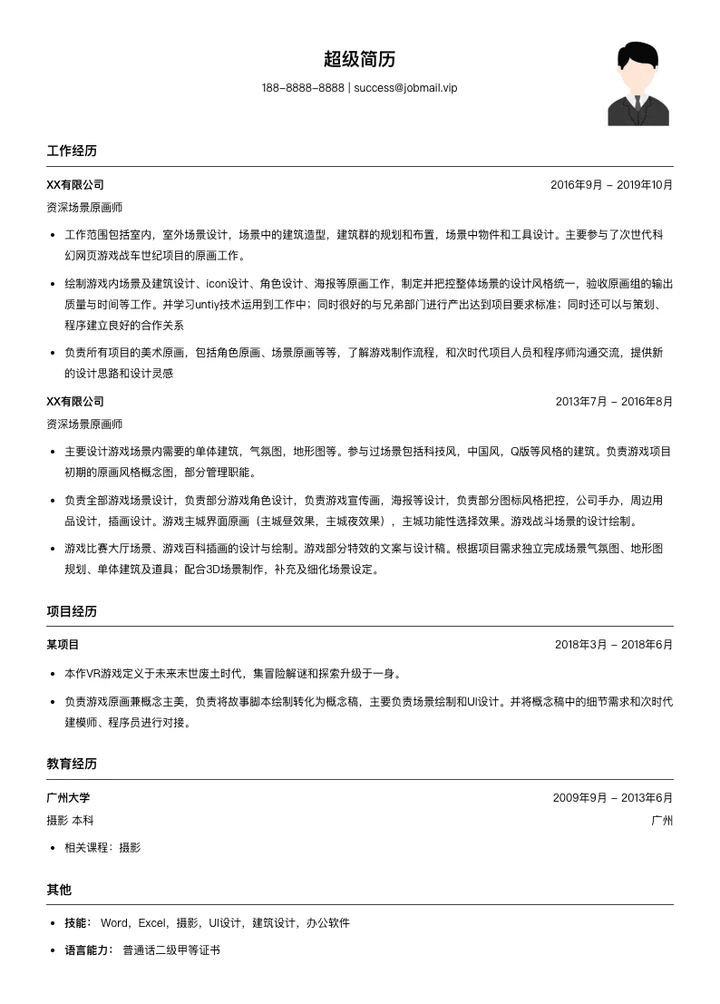 超级简历
188-8888-8888 | success@jobmail.vip
工作经历
XX有限公司 2016年9月 – 2019年10月
资深场景原画师
• 工作范围包括室内，室外场景设计，场景中的建筑造型，建筑群的规划和布置，场景中物件和工具设计。主要参与了次世代科
幻网页游戏战车世纪项目的原画工作。
• 绘制游戏内场景及建筑设计、icon设计、角色设计、海报等原画工作，制定并把控整体场景的设计风格统一，验收原画组的输出
质量与时间等工作。并学习untiy技术运用到工作中；同时很好的与兄弟部门进行产出达到项目要求标准；同时还可以与策划、
程序建立良好的合作关系
• 负责所有项目的美术原画，包括角色原画、场景原画等等，了解游戏制作流程，和次时代项目人员和程序师沟通交流，提供新
的设计思路和设计灵感
XX有限公司 2013年7月 – 2016年8月
资深场景原画师
• 主要设计游戏场景内需要的单体建筑，气氛图，地形图等。参与过场景包括科技风，中国风，Q版等风格的建筑。负责游戏项目
初期的原画风格概念图，部分管理职能。
• 负责全部游戏场景设计，负责部分游戏角色设计，负责游戏宣传画，海报等设计，负责部分图标风格把控，公司手办，周边用
品设计，插画设计。游戏主城界面原画（主城昼效果，主城夜效果），主城功能性选择效果。游戏战斗场景的设计绘制。
• 游戏比赛大厅场景、游戏百科插画的设计与绘制。游戏部分特效的文案与设计稿。根据项目需求独立完成场景气氛图、地形图
规划、单体建筑及道具；配合3D场景制作，补充及细化场景设定。
项目经历
某项目 2018年3月 – 2018年6月
• 本作VR游戏定义于未来末世废土时代，集冒险解谜和探索升级于一身。
• 负责游戏原画兼概念主美，负责将故事脚本绘制转化为概念稿，主要负责场景绘制和UI设计。并将概念稿中的细节需求和次时代
建模师、程序员进行对接。
教育经历
广州大学 2009年9月 – 2013年6月
摄影 本科 广州
• 相关课程：摄影
其他
• 技能： Word，Excel，摄影，UI设计，建筑设计，办公软件
• 语言能力： 普通话二级甲等证书